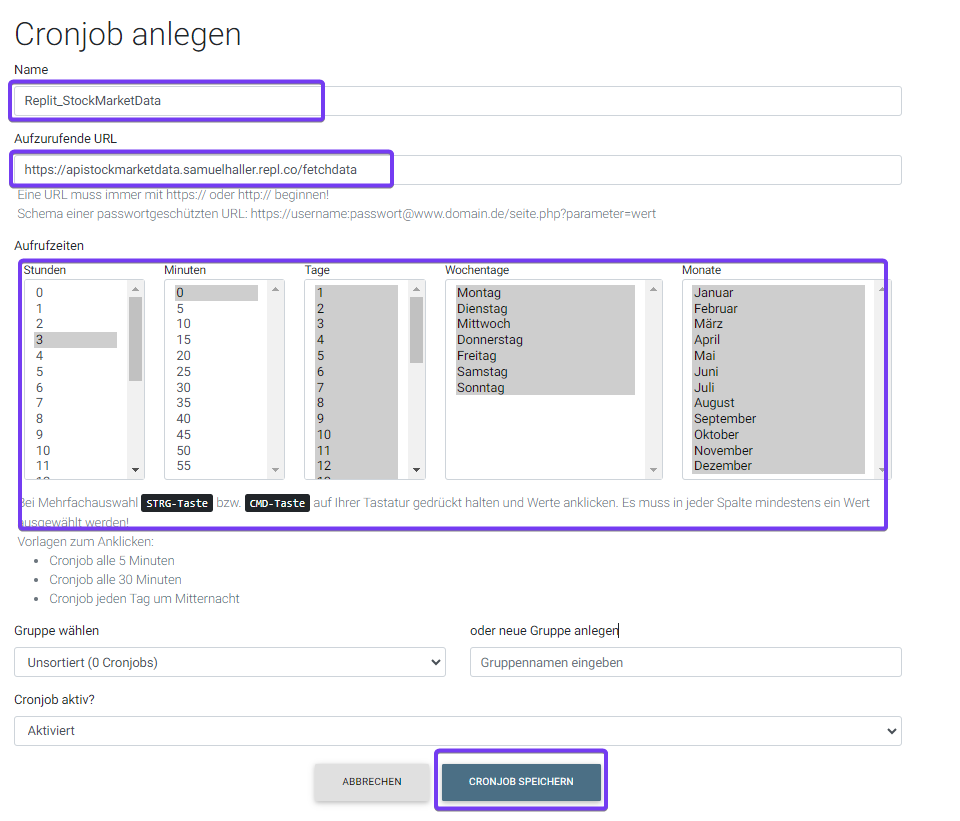 Cronjob anlegen
Name
Replit_StockMarketData
Aufzurufende URL
https://apistockmarketdata.samuelhaller.repl.co/fetchdata
Eine URL muss immer mit https:// oder http:// beginnen!
Schema einer passwortgeschützten URL: https://username:passwort@www.domain.de/seite.php?parameter=wert
Aufrufzeiten
Stunden
0
1
2
3
4
5
6
7
8
9
10
11
Minuten
0
5
10
15
20
25
30
35
40
45
50
55
Tage
1
2
3
4
5
6
7
8
9
10
11
12
Wochentage
Montag
Dienstag
Mittwoch
Donnerstag
Freitag
Samstag
Sonntag
Monate
Januar
Februar
März
April
Mai
Juni
Juli
August
September
Oktober
November
Dezember
Bei Mehrfachauswahl STRG-Taste bzw. CMD-Taste auf Ihrer Tastatur gedrückt halten und Werte anklicken. Es muss in jeder Spalte mindestens ein Wert
ausgewählt werden!
Vorlagen zum Anklicken:
• Cronjob alle 5 Minuten
• Cronjob alle 30 Minuten
• Cronjob jeden Tag um Mitternacht
Gruppe wählen
Unsortiert (0 Cronjobs)
oder neue Gruppe anlegen
Gruppennamen eingeben
Cronjob aktiv?
Aktiviert
ABBRECHEN
CRONJOB SPEICHERN